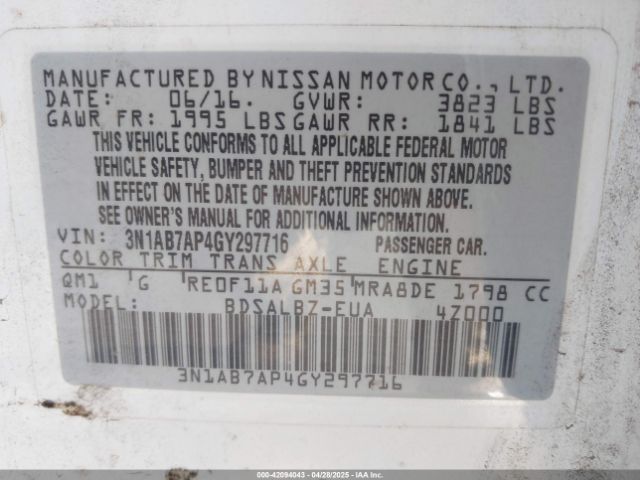 MANUFACTURED BY NISSAN MOTOR CO., LTD.
DATE: 06/16. GVWR: 3823 LBS
GAWR FR: 1995 LBS GAWR RR: 1841 LBS
THIS VEHICLE CONFORMS TO ALL APPLICABLE FEDERAL MOTOR
VEHICLE SAFETY, BUMPER AND THEFT PREVENTION STANDARDS
IN EFFECT ON THE DATE OF MANUFACTURE SHOWN ABOVE.
SEE OWNER'S MANUAL FOR ADDITIONAL INFORMATION.
VIN: 3N1AB7AP4GY297716 PASSENGER CAR.
COLOR TRIM TRANS AXLE ENGINE
QM1 G RE0F11A GM35 MRA8DE 1798 CC
MODEL BDSALBZ-EUA 4Z000
3N1AB7AP4GY297716
000-42094043 04/28/2025 IAAI.COM